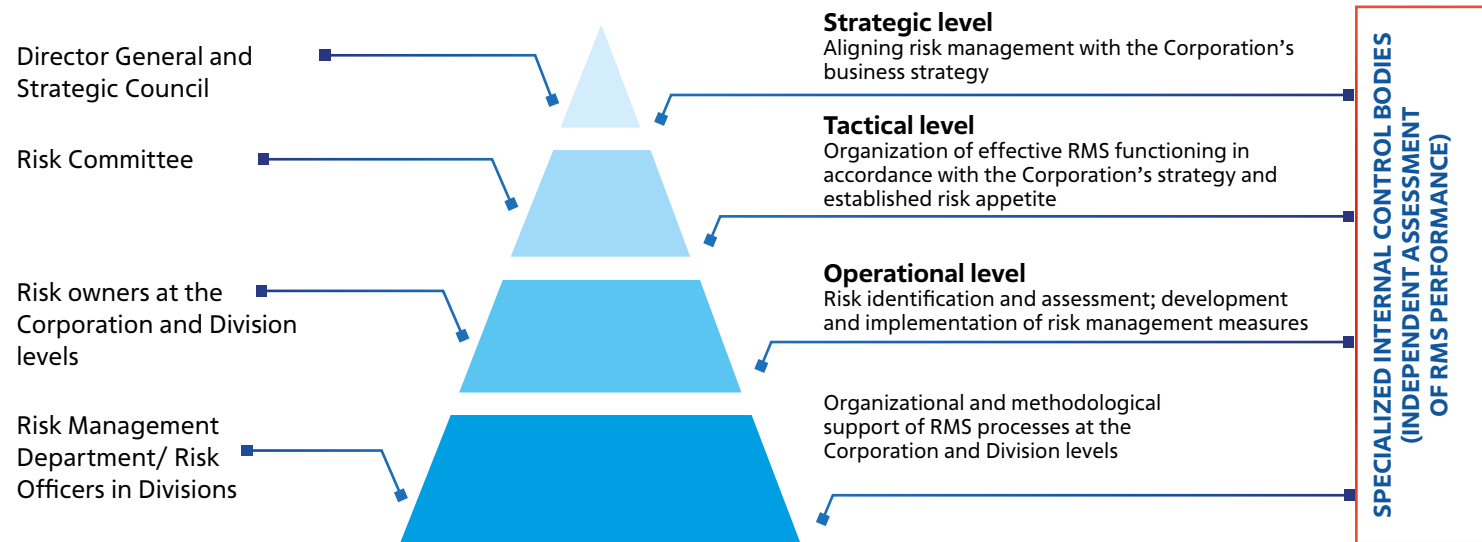 Director General and
Strategic Council
Strategic level
Aligning risk management with the Corporation's
business strategy
Risk Committee
Tactical level
Organization of effective RMS functioning in
accordance with the Corporation's strategy and
established risk appetite
Risk owners at the
Corporation and Division
levels
Operational level
Risk identification and assessment; development
and implementation of risk management measures
Risk Management
Department/ Risk
Officers in Divisions
Organizational and methodological
support of RMS processes at the
Corporation and Division levels
SPECIALIZED INTERNAL CONTROL BODIES
(INDEPENDENT ASSESSMENT
OF RMS PERFORMANCE)